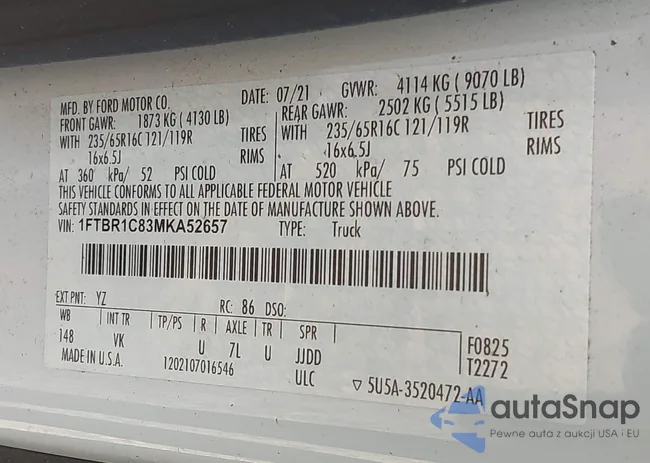 MFD. BY FORD MOTOR CO. DATE: 07/21 GVWR: 4114 KG ( 9070 LB)
FRONT GAWR: 1873 KG ( 4130 LB) REAR GAWR: 2502 KG ( 5515 LB)
WITH 235/65R16C 121/119R TIRES WITH 235/65R16C 121/119R TIRES
16x6.5J RIMS 16x6.5J RIMS
AT 360 kPa/ 52 PSI COLD AT 520 kPa/ 75 PSI COLD
THIS VEHICLE CONFORMS TO ALL APPLICABLE FEDERAL MOTOR VEHICLE
SAFETY STANDARDS IN EFFECT ON THE DATE OF MANUFACTURE SHOWN ABOVE.
VIN: 1FTBR1C83MKA52657 TYPE: Truck
EXT PNT: YZ RC: 86 DSO:
WB INT TR TP/PS R AXLE TR SPR F0825
148 VK U 7L U JJDD T2272
MADE IN U.S.A. 1202107016546 ULC ▽ 5U5A-3520472-AA
autaSnap
Pewne auta z aukcji USA i EU